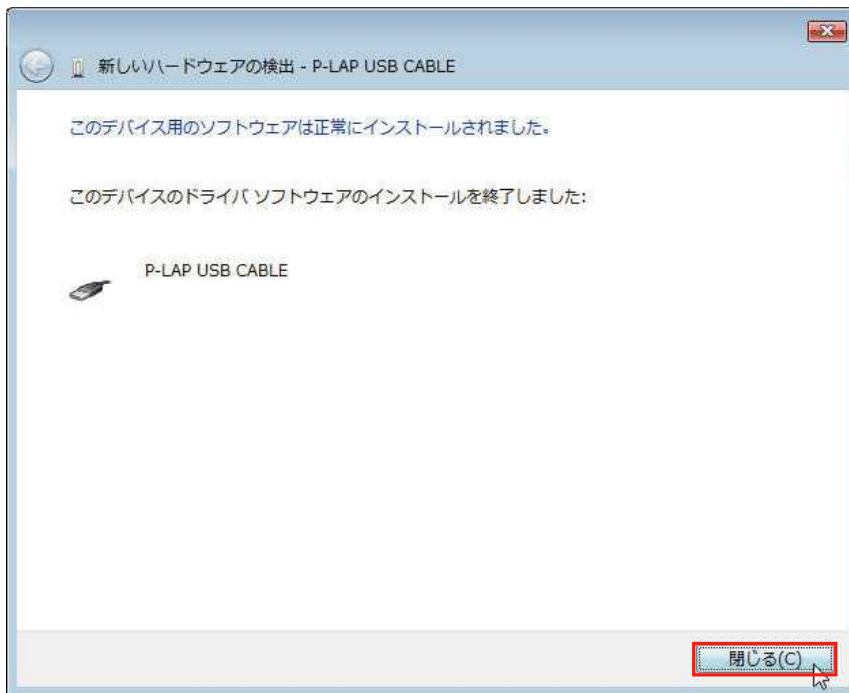 新しいハードウェアの検出 - P-LAP USB CABLE
このデバイス用のソフトウェアは正常にインストールされました。
このデバイスのドライバ ソフトウェアのインストールを終了しました:
P-LAP USB CABLE
閉じる(C)